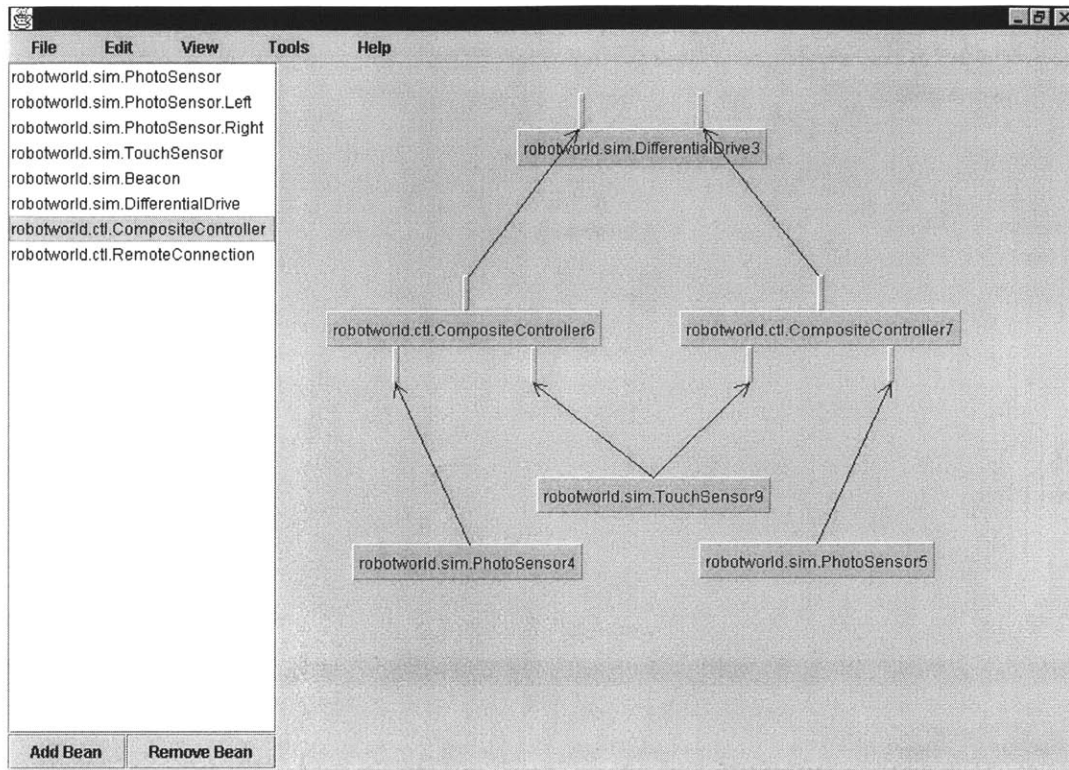 File Edit View Tools Help
robotworld.sim.PhotoSensor
robotworld.sim.PhotoSensor.Left
robotworld.sim.PhotoSensor.Right
robotworld.sim.TouchSensor
robotworld.sim.Beacon
robotworld.sim.DifferentialDrive
robotworld.ctl.CompositeController
robotworld.ctl.RemoteConnection
robotworld.sim.DifferentialDrive3
robotworld.ctl.CompositeController6
robotworld.ctl.CompositeController7
robotworld.sim.TouchSensor9
robotworld.sim.PhotoSensor4
robotworld.sim.PhotoSensor5
Add Bean Remove Bean